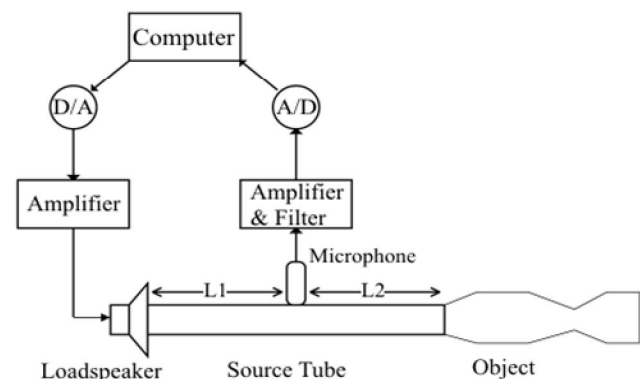 Computer
D/A
A/D
Amplifier
Amplifier
& Filter
Microphone
L1
L2
Loadspeaker
Source Tube
Object